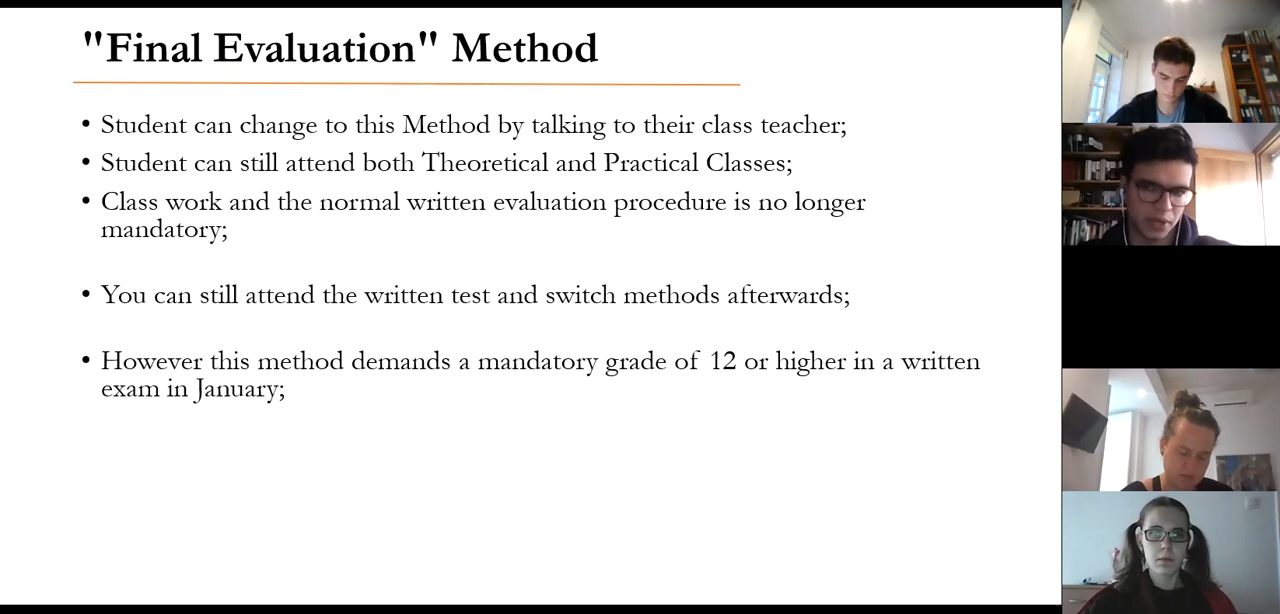 "Final Evaluation" Method
• Student can change to this Method by talking to their class teacher;
• Student can still attend both Theoretical and Practical Classes;
• Class work and the normal written evaluation procedure is no longer
mandatory;
• You can still attend the written test and switch methods afterwards;
• However this method demands a mandatory grade of 12 or higher in a written
exam in January;